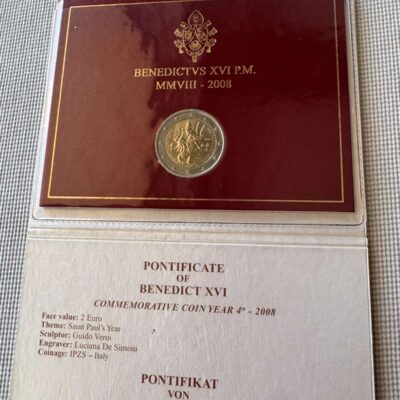 BENEDICTVS XVI P.M.
MMVIII - 2008
PONTIFICATE
OF
BENEDICT XVI
COMMEMORATIVE COIN YEAR 4° - 2008
Face value: 2 Euro
Theme: Saint Paul's Year
Sculptor: Guido Veroi
Engraver: Luciana De Simoni
Coinage: IPZS – Italy
PONTIFIKAT
VON